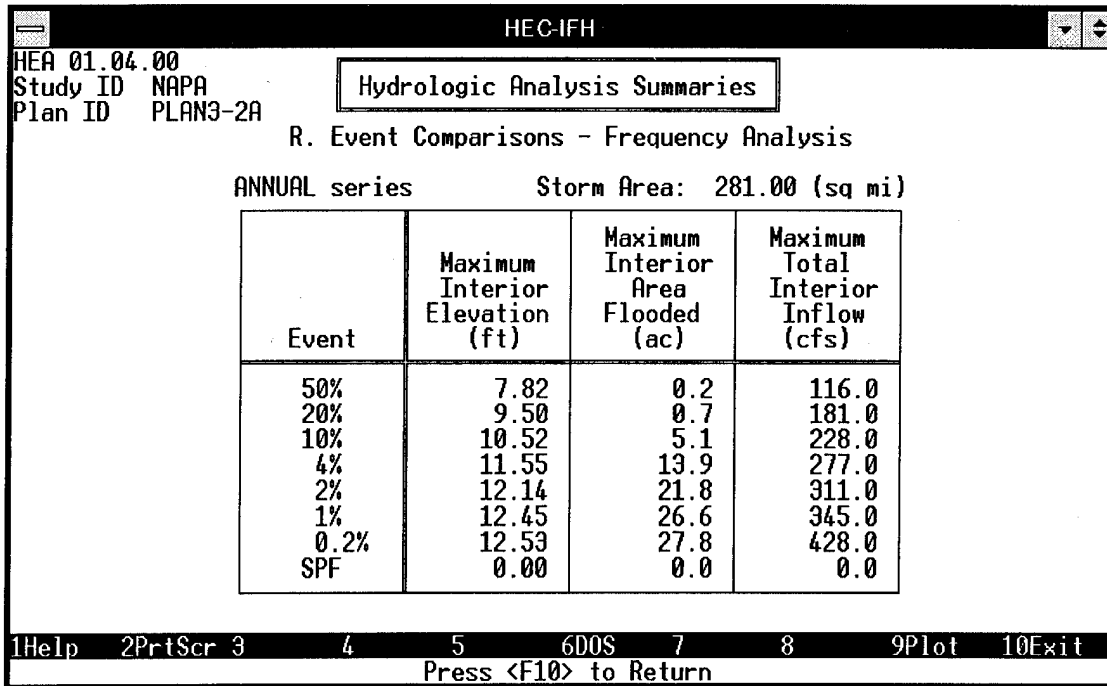 HEC-IFH
HEA 01.04.00
Study ID NAPA
Plan ID PLAN3-2A
Hydrologic Analysis Summaries
R. Event Comparisons - Frequency Analysis
ANNUAL series Storm Area: 281.00 (sq mi)
Event
Maximum
Interior
Elevation
(ft)
Maximum
Interior
Area
Flooded
(ac)
Maximum
Total
Interior
Inflow
(cfs)
50% 7.82 0.2 116.0
20% 9.50 0.7 181.0
10% 10.52 5.1 228.0
4% 11.55 13.9 277.0
2% 12.14 21.8 311.0
1% 12.45 26.6 345.0
0.2% 12.53 27.8 428.0
SPF 0.00 0.0 0.0
1Help 2PrtScr 3 4 5 6DOS 7 8 9Plot 10Exit
Press <F10> to Return